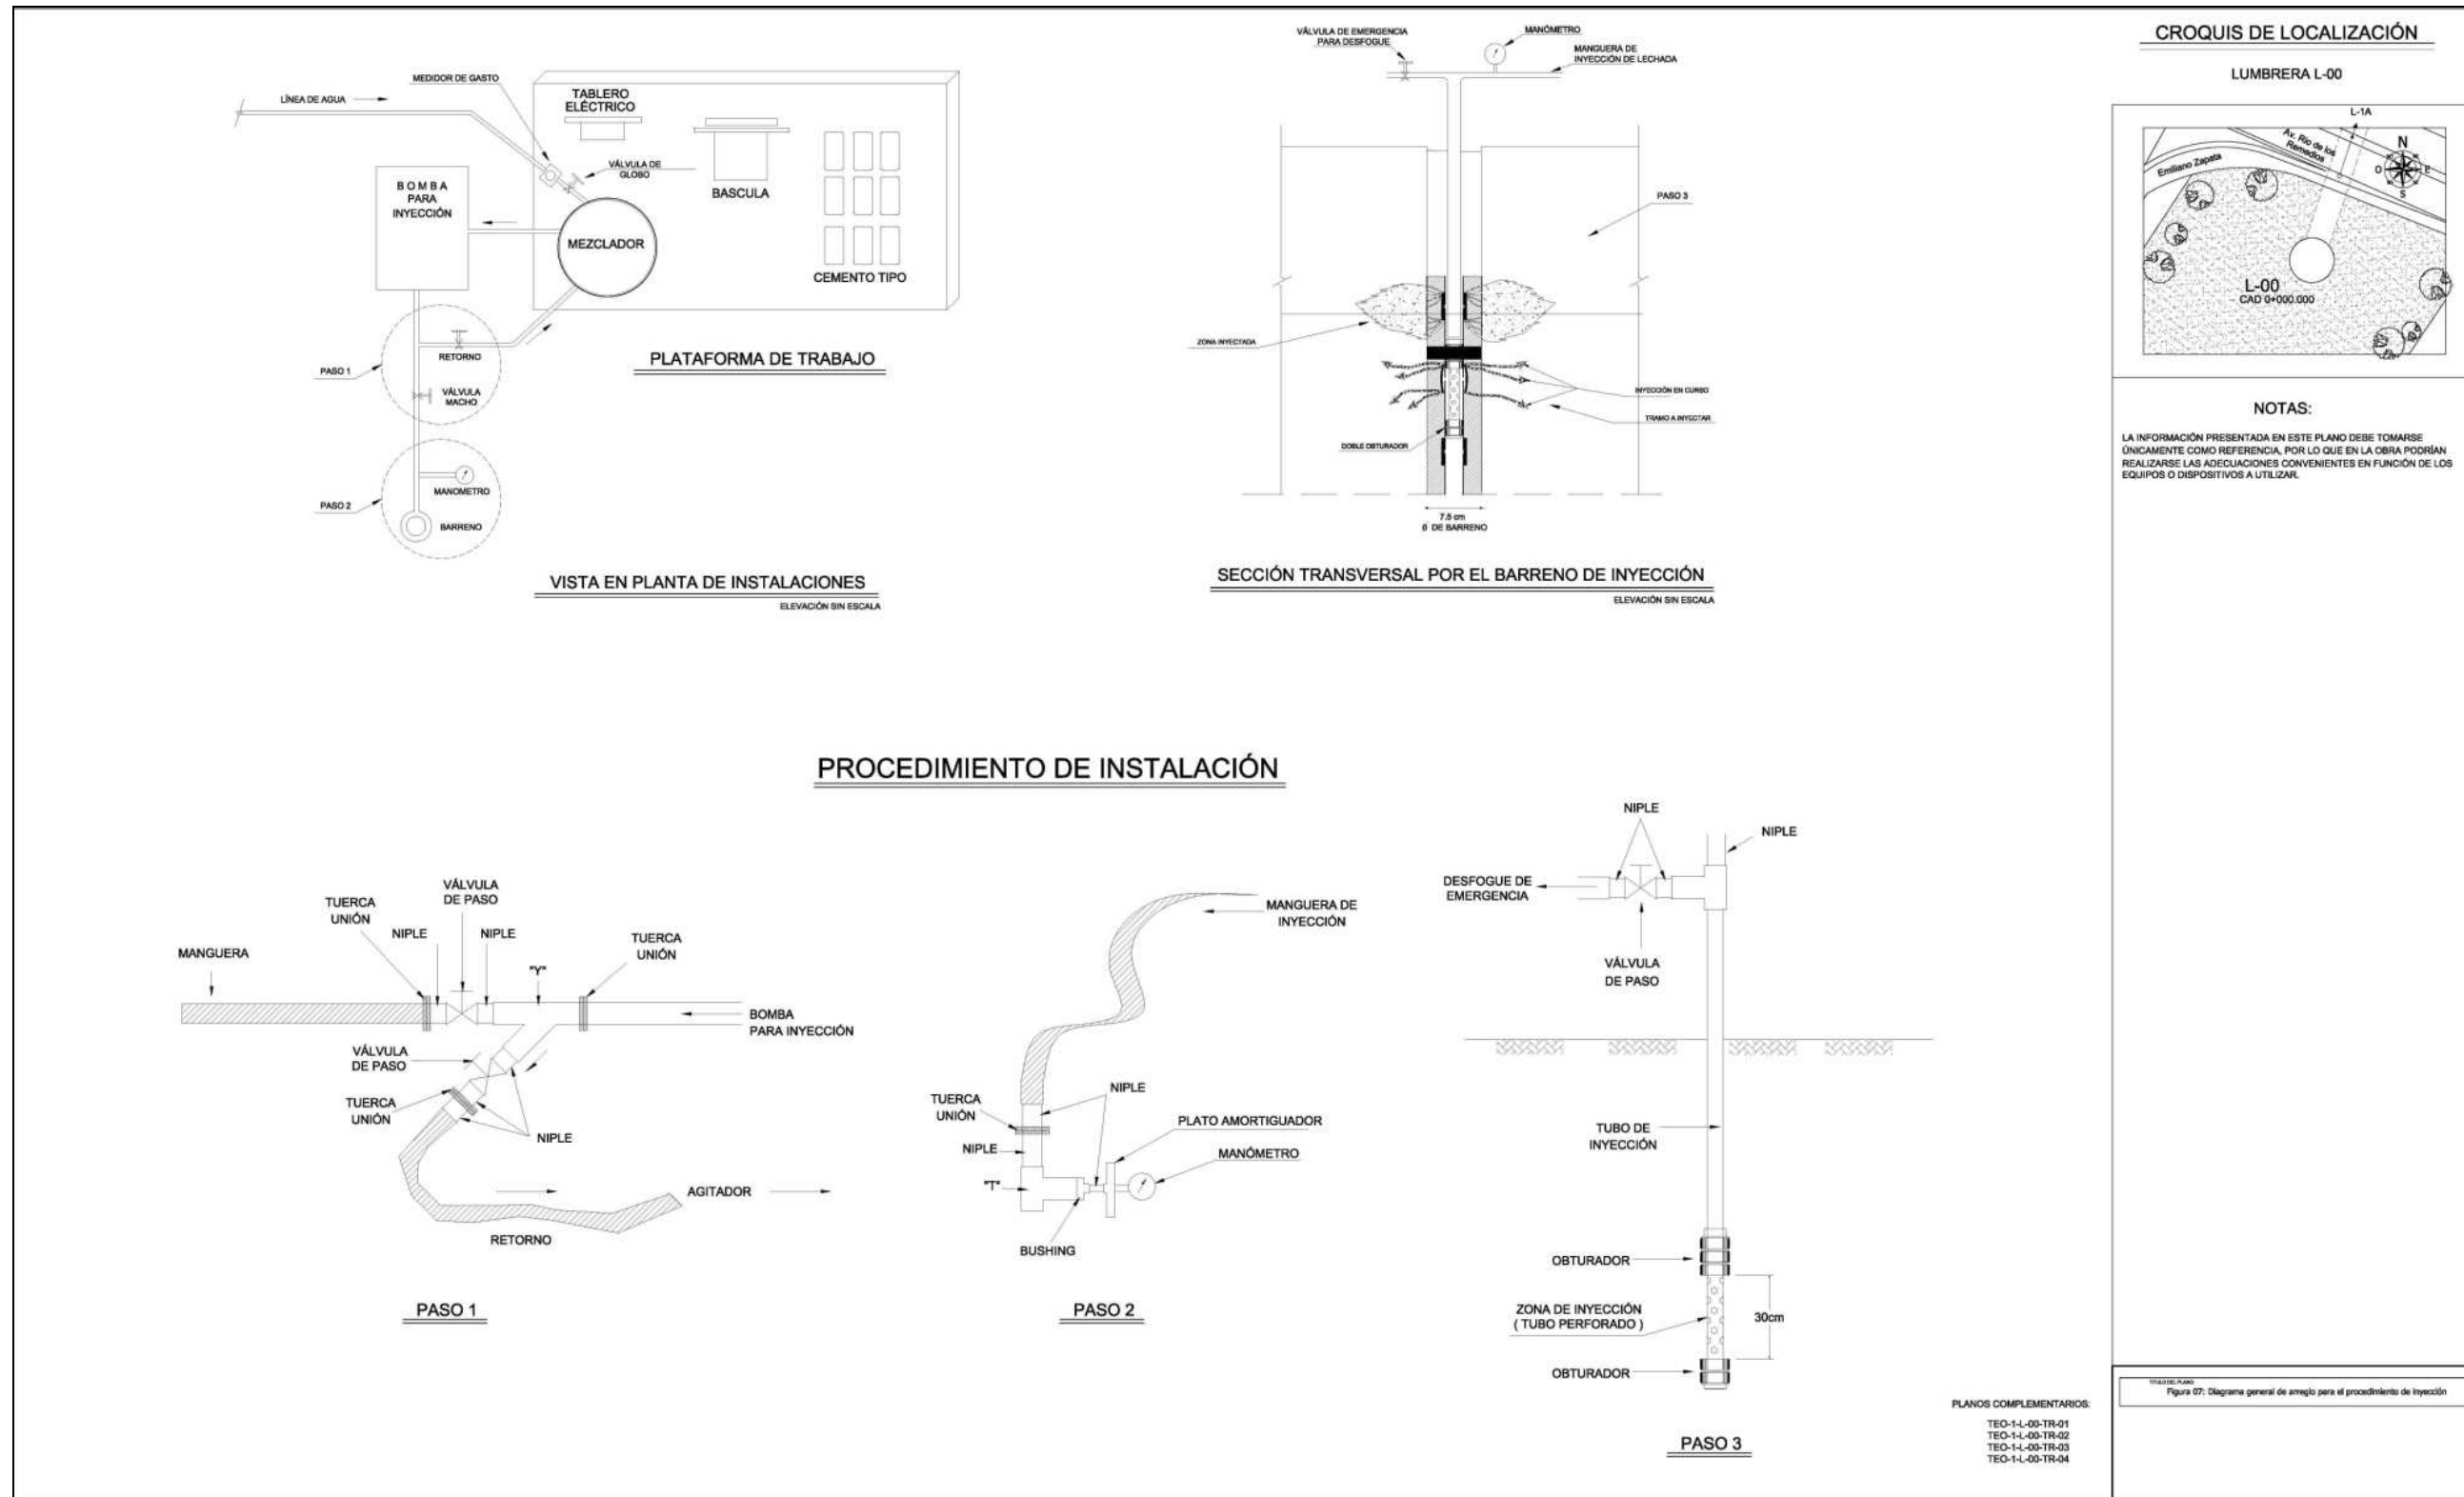 VÁLVULA DE EMERGENCIA
PARA DESFOGUE
MANÓMETRO
MANGUERA DE
INYECCIÓN DE LECHADA
MEDIDOR DE GASTO
LÍNEA DE AGUA
TABLERO
ELÉCTRICO
VÁLVULA DE
GLOBO
BASCULA
BOMBA
PARA
INYECCIÓN
MEZCLADOR
CEMENTO TIPO
RETORNO
PLATAFORMA DE TRABAJO
PASO 1
VÁLVULA
MACHO
MANOMETRO
PASO 2
BARRENO
VISTA EN PLANTA DE INSTALACIONES
ELEVACIÓN SIN ESCALA
PASO 3
ZONA INYECTADA
INYECCIÓN EN CURSO
TRAMO A INYECTAR
DOBLE OBTURADOR
7.5 cm
6 DE BARRENO
SECCIÓN TRANSVERSAL POR EL BARRENO DE INYECCIÓN
ELEVACIÓN SIN ESCALA
CROQUIS DE LOCALIZACIÓN
LUMBRERA L-00
L-1A
Av. Rio de los
Remedios
N
O
E
S
Emiliano Zapata
L-00
CAD 0+000.000
NOTAS:
LA INFORMACIÓN PRESENTADA EN ESTE PLANO DEBE TOMARSE
ÚNICAMENTE COMO REFERENCIA, POR LO QUE EN LA OBRA PODRÍAN
REALIZARSE LAS ADECUACIONES CONVENIENTES EN FUNCIÓN DE LOS
EQUIPOS O DISPOSITIVOS A UTILIZAR.
PROCEDIMIENTO DE INSTALACIÓN
VÁLVULA
DE PASO
TUERCA
UNIÓN
NIPLE
NIPLE
TUERCA
UNIÓN
MANGUERA
"Y"
BOMBA
PARA INYECCIÓN
VÁLVULA
DE PASO
TUERCA
UNIÓN
NIPLE
AGITADOR
RETORNO
PASO 1
MANGUERA DE
INYECCIÓN
NIPLE
TUERCA
UNIÓN
PLATO AMORTIGUADOR
NIPLE
MANÓMETRO
"T"
BUSHING
PASO 2
NIPLE
NIPLE
DESFOGUE DE
EMERGENCIA
VÁLVULA
DE PASO
TUBO DE
INYECCIÓN
OBTURADOR
ZONA DE INYECCIÓN
( TUBO PERFORADO )
30cm
OBTURADOR
PASO 3
PLANOS COMPLEMENTARIOS:
TEO-1-L-00-TR-01
TEO-1-L-00-TR-02
TEO-1-L-00-TR-03
TEO-1-L-00-TR-04
TITULO DEL PLANO
Figura 07: Diagrama general de arreglo para el procedimiento de inyección